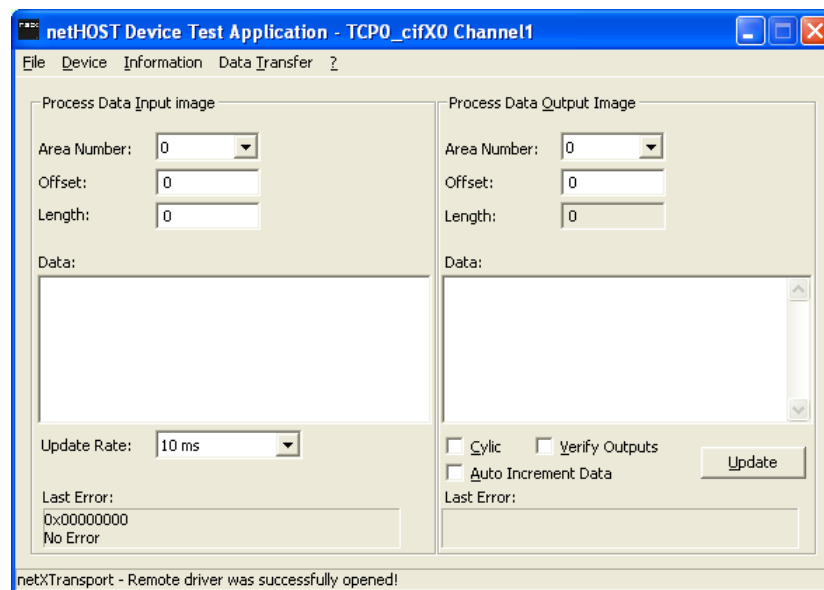 netHOST Device Test Application - TCP0_cifX0 Channel1
File Device Information Data Transfer ?
Process Data Input image
Area Number: 0
Offset: 0
Length: 0
Data:
Update Rate: 10 ms
Last Error:
0x00000000
No Error
Process Data Output Image
Area Number: 0
Offset: 0
Length: 0
Data:
Cylic Verify Outputs
Auto Increment Data
Update
Last Error:
netXTransport - Remote driver was successfully opened!